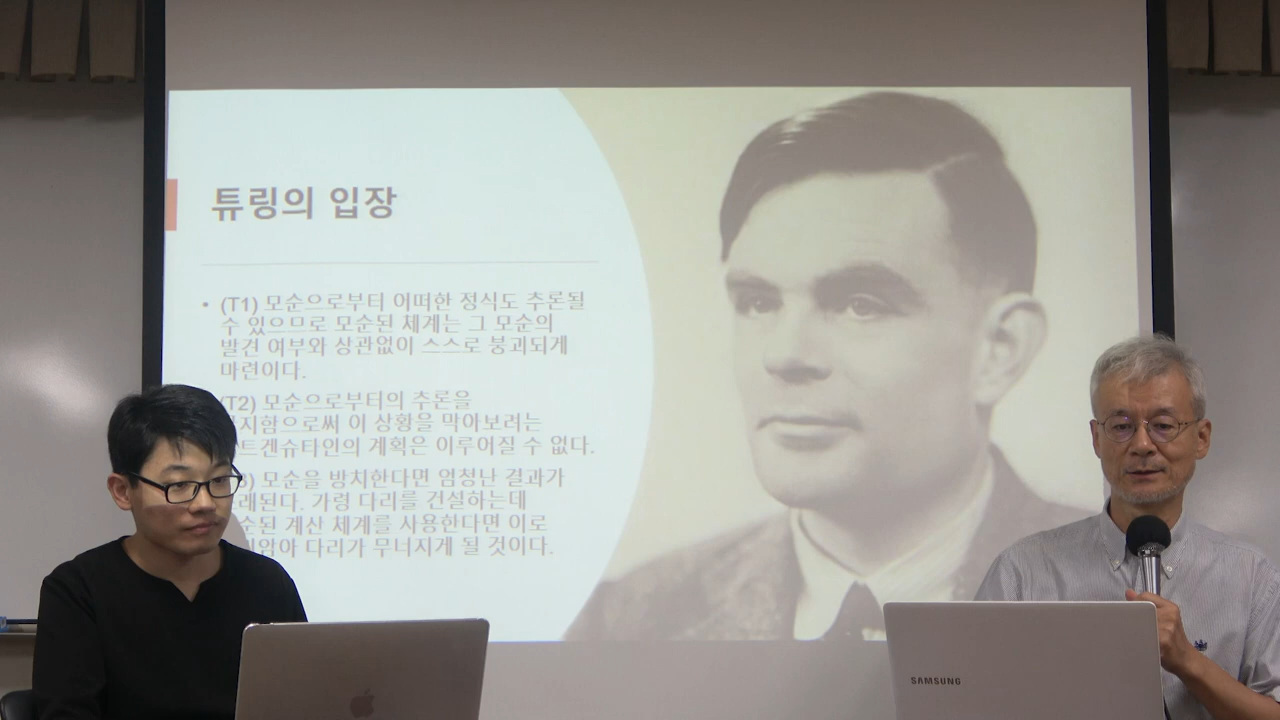 튜링의 입장
• (T1) 모순으로부터 어떠한 정식도 추론될
수 있으므로 모순된 체계는 그 모순의
발견 여부와 상관없이 스스로 붕괴되게
마련이다.
T2) 모순으로부터의 추론을
지함으로써 이 상황을 막아보려는
트겐슈타인의 계획은 이루어질 수 없다.
) 모순을 방치한다면 엄청난 결과가
래된다. 가령 다리를 건설하는데
순된 계산 체계를 사용한다면 이로
암아 다리가 무너지게 될 것이다.
SAMSUNG